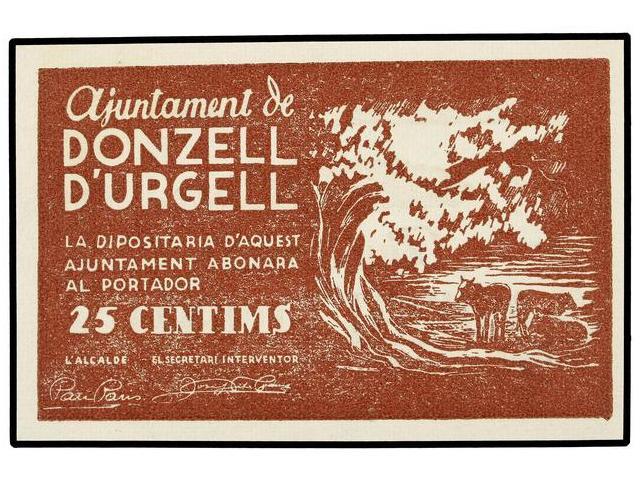 Ajuntament de
DONZELL
D'URGELL
LA DIPOSITARIA D'AQUEST
AJUNTAMENT ABONARA
AL PORTADOR
25 CENTIMS
L'ALCALDE EL SECRETARI INTERVENTOR